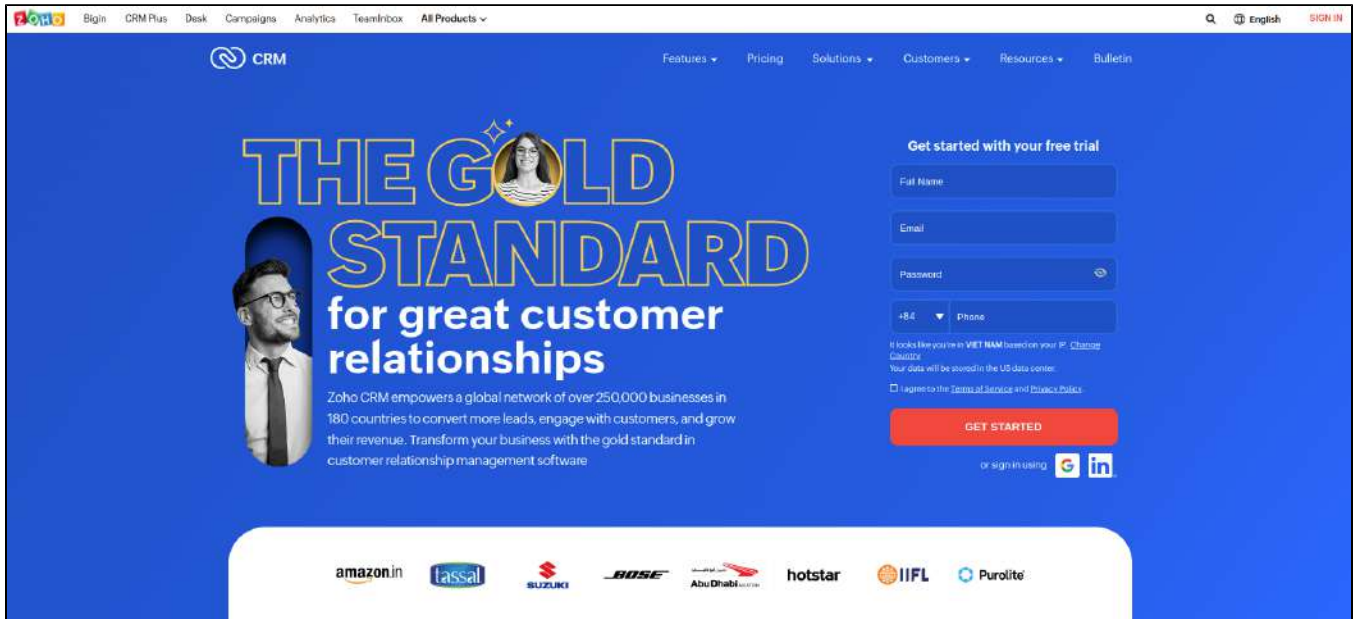 ZOHO Bigin CRM Plus Desk Campaigns Analytics TeamInbox All Products English SIGN IN
CRM Features Pricing Solutions Customers Resources Bulletin
THE GOLD
STANDARD
for great customer
relationships
Zoho CRM empowers a global network of over 250,000 businesses in
180 countries to convert more leads, engage with customers, and grow
their revenue. Transform your business with the gold standard in
customer relationship management software
Get started with your free trial
Full Name
Email
Password
+84 Phone
It looks like you're in VIET NAM based on your IP. Change
Country
Your data will be stored in the US data center.
I agree to the Terms of Service and Privacy Policy.
GET STARTED
or sign in using G in
amazon.in tassal SUZUKI BOSE Abu Dhabi hotstar IIFL Purolite